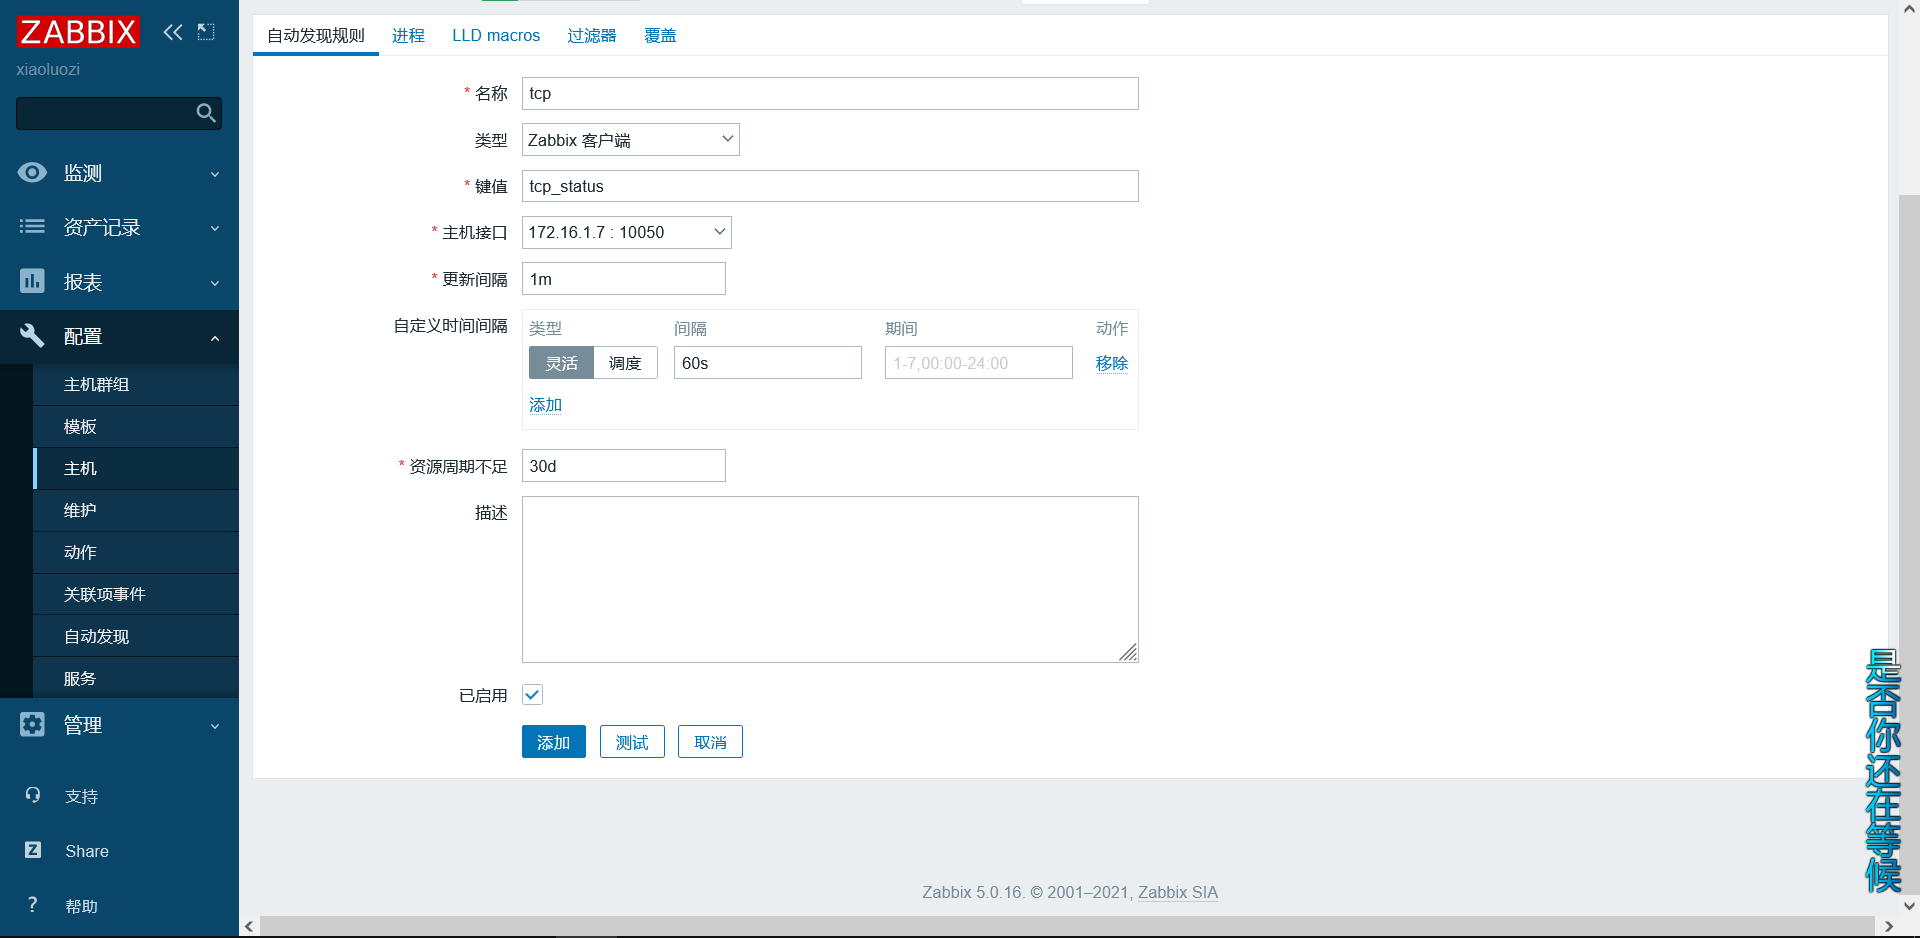 ZABBIX
xiaoluozi
监测
资产记录
报表
配置
主机群组
模板
主机
维护
动作
关联项事件
自动发现
服务
管理
支持
Share
帮助
自动发现规则 进程 LLD macros 过滤器 覆盖
* 名称 tcp
类型 Zabbix 客户端
* 键值 tcp_status
* 主机接口 172.16.1.7 : 10050
* 更新间隔 1m
自定义时间间隔 类型 间隔 期间 动作
灵活 调度 60s 1-7,00:00-24:00 移除
添加
* 资源周期不足 30d
描述
已启用
添加 测试 取消
Zabbix 5.0.16. © 2001–2021, Zabbix SIA
是否你还在等候